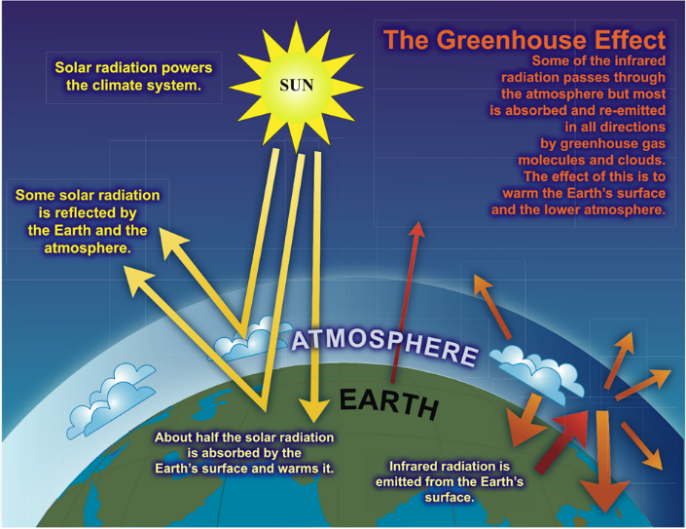 The Greenhouse Effect
Some of the infrared
radiation passes through
the atmosphere but most
is absorbed and re-emitted
in all directions
by greenhouse gas
molecules and clouds.
The effect of this is to
warm the Earth's surface
and the lower atmosphere.
Solar radiation powers
the climate system.
SUN
Some solar radiation
is reflected by
the Earth and the
atmosphere.
ATMOSPHERE
EARTH
About half the solar radiation
is absorbed by the
Earth's surface and warms it.
Infrared radiation is
emitted from the Earth's
surface.